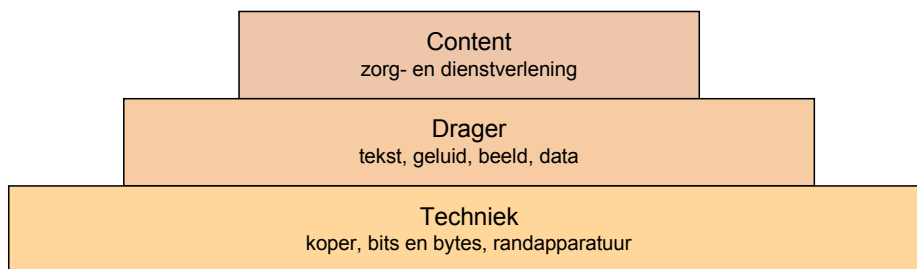 Content
zorg- en dienstverlening
Drager
tekst, geluid, beeld, data
Techniek
koper, bits en bytes, randapparatuur